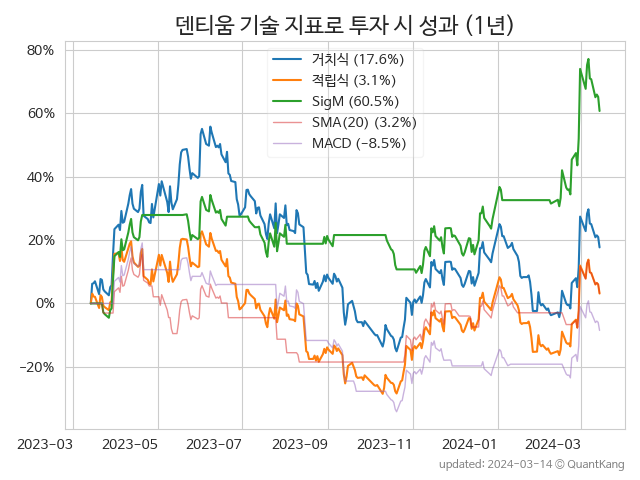 덴티움 기술 지표로 투자 시 성과 (1년)
80%
60%
40%
20%
0%
−20%
거치식 (17.6%)
적립식 (3.1%)
SigM (60.5%)
SMA(20) (3.2%)
MACD (−8.5%)
2023-03
2023-05
2023-07
2023-09
2023-11
2024-01
2024-03
updated: 2024-03-14 ⓒ QuantKang